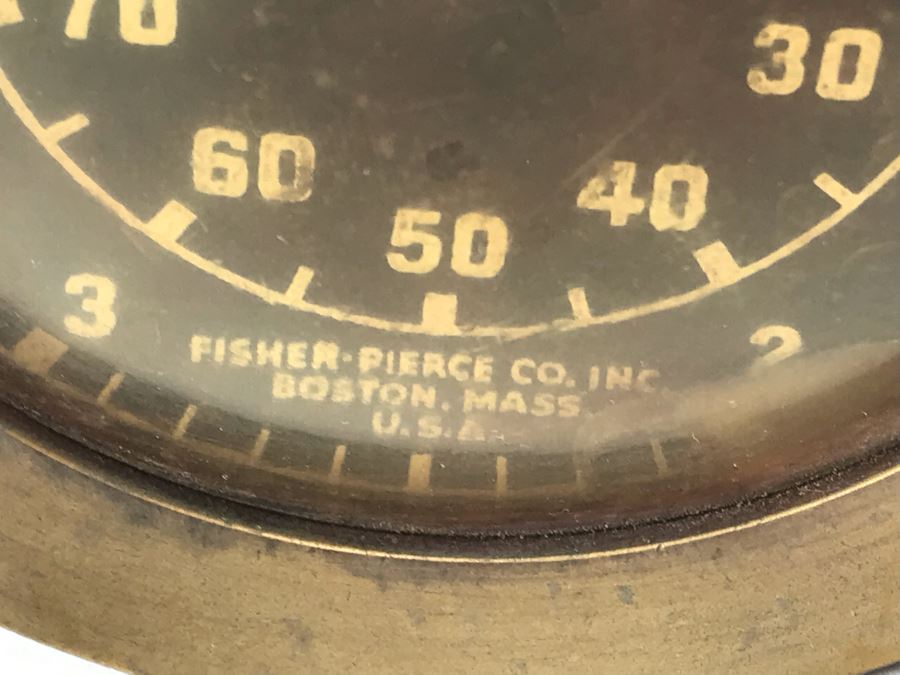 70
30
60
40
50
3
2
FISHER-PIERCE CO. INC
BOSTON, MASS.
U.S.A.